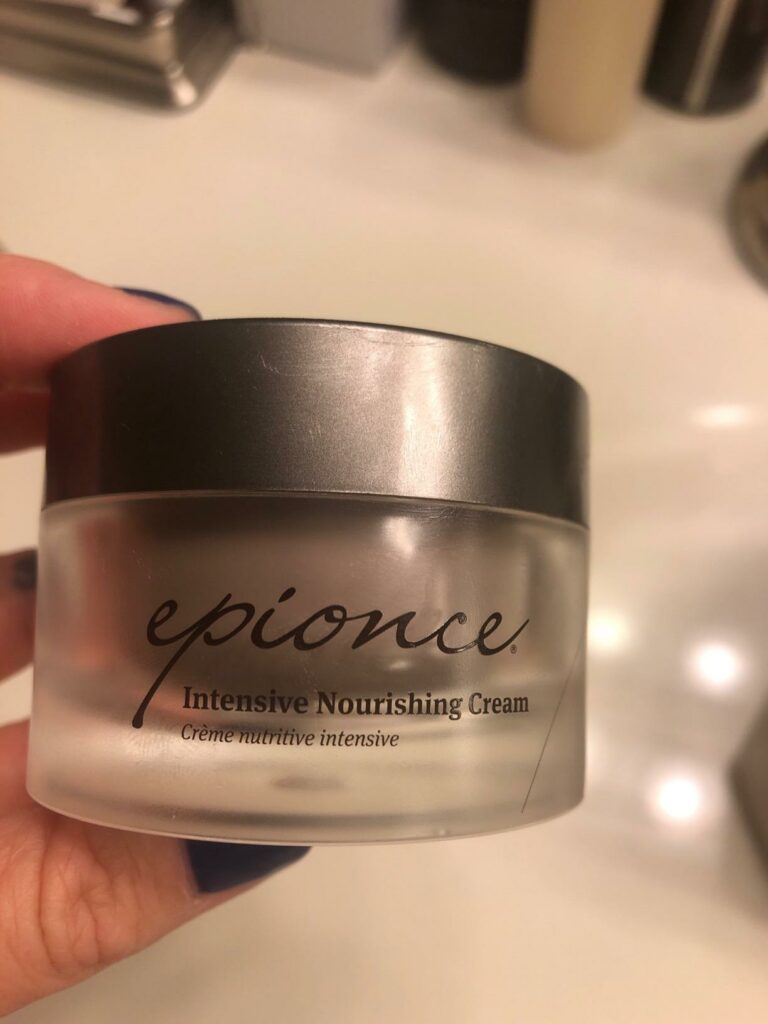 epionce®
Intensive Nourishing Cream
Crème nutritive intensive